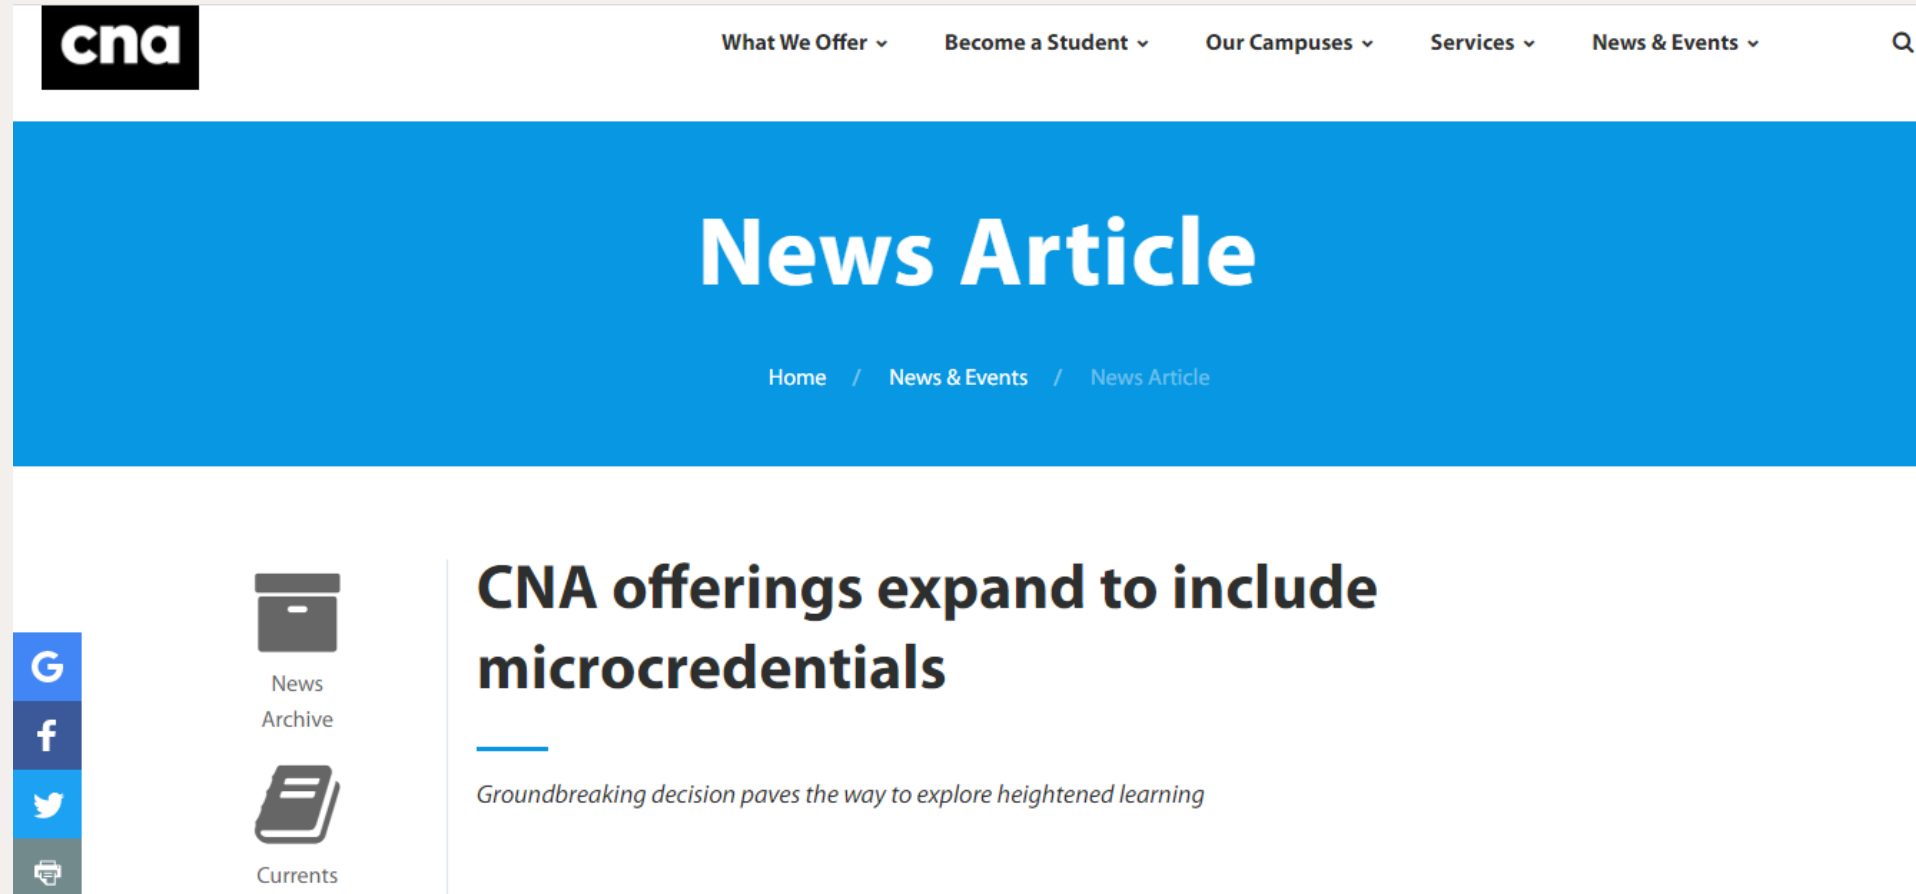 cna
What We Offer
Become a Student
Our Campuses
Services
News & Events
News Article
Home / News & Events / News Article
CNA offerings expand to include
microcredentials
Groundbreaking decision paves the way to explore heightened learning
News
Archive
Currents
G
f